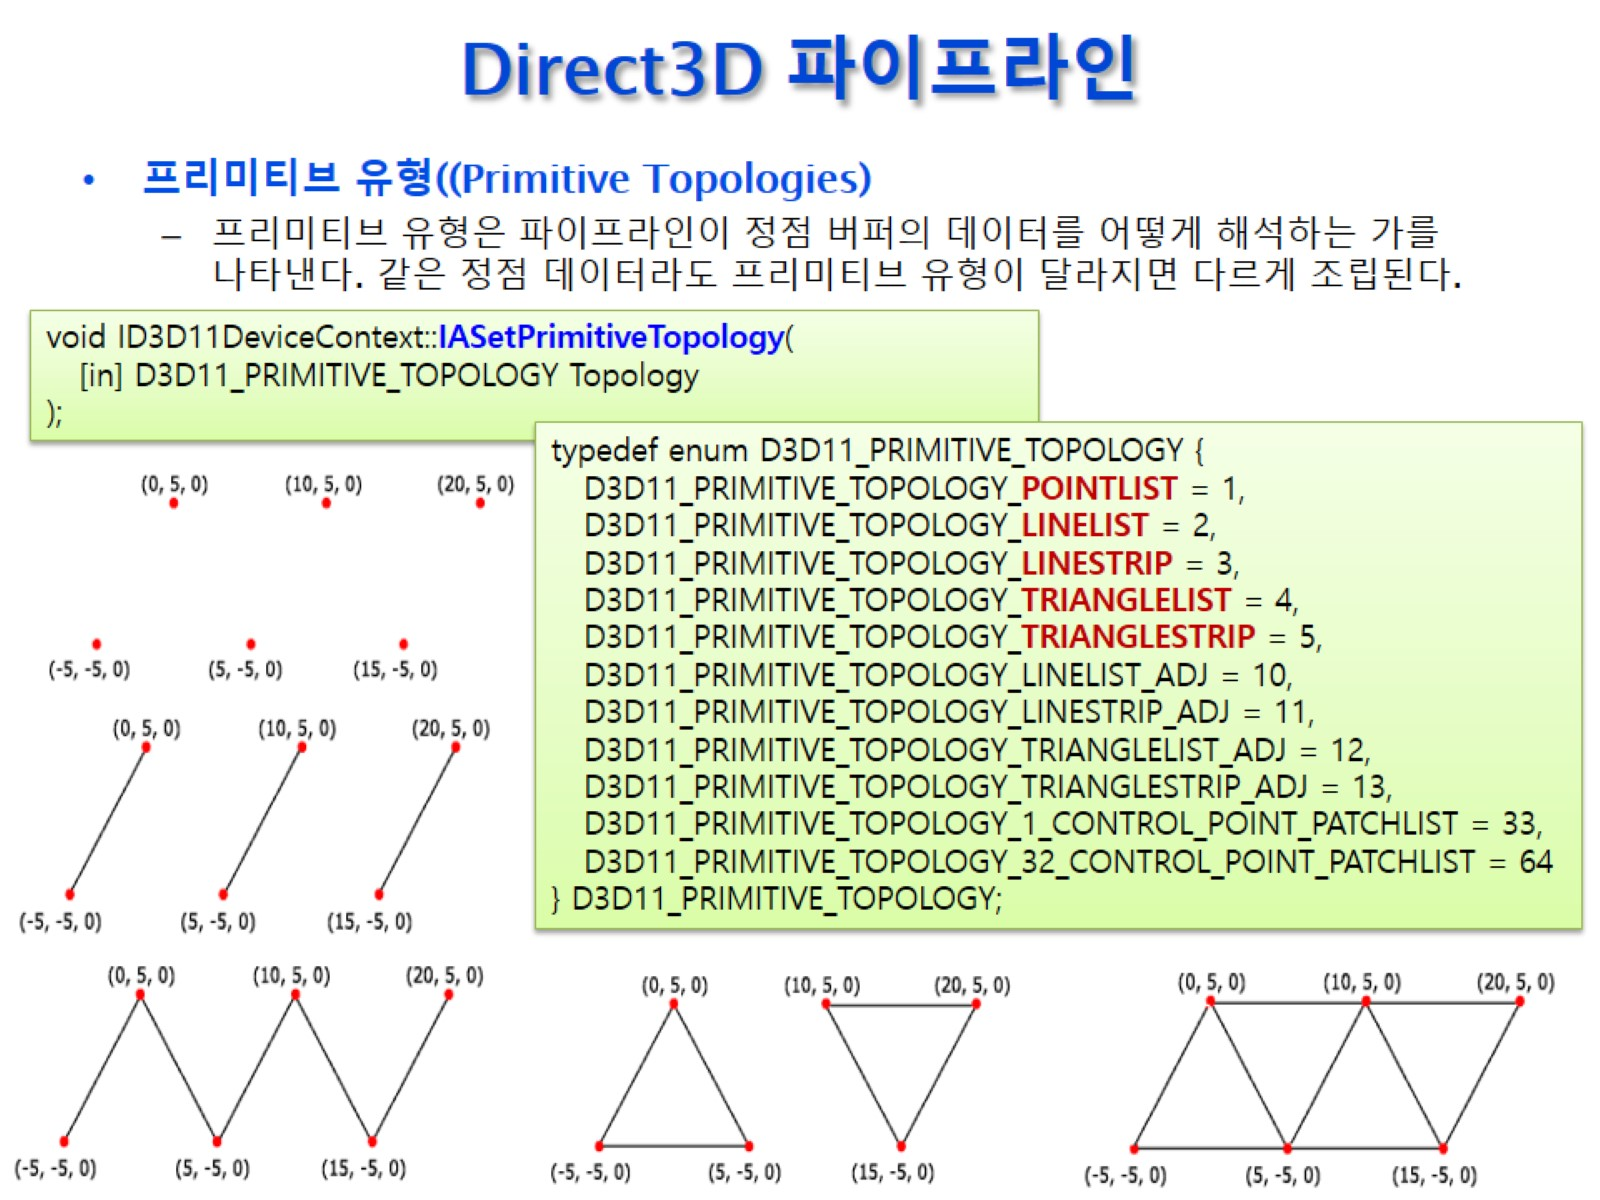 Direct3D 파이프라인
• 프리미티브 유형((Primitive Topologies)
– 프리미티브 유형은 파이프라인이 정점 버퍼의 데이터를 어떻게 해석하는 가를
나타낸다. 같은 정점 데이터라도 프리미티브 유형이 달라지면 다르게 조립된다.
void ID3D11DeviceContext::IASetPrimitiveTopology(
[in] D3D11_PRIMITIVE_TOPOLOGY Topology
);
typedef enum D3D11_PRIMITIVE_TOPOLOGY {
D3D11_PRIMITIVE_TOPOLOGY_POINTLIST = 1,
D3D11_PRIMITIVE_TOPOLOGY_LINELIST = 2,
D3D11_PRIMITIVE_TOPOLOGY_LINESTRIP = 3,
D3D11_PRIMITIVE_TOPOLOGY_TRIANGLELIST = 4,
D3D11_PRIMITIVE_TOPOLOGY_TRIANGLESTRIP = 5,
D3D11_PRIMITIVE_TOPOLOGY_LINELIST_ADJ = 10,
D3D11_PRIMITIVE_TOPOLOGY_LINESTRIP_ADJ = 11,
D3D11_PRIMITIVE_TOPOLOGY_TRIANGLELIST_ADJ = 12,
D3D11_PRIMITIVE_TOPOLOGY_TRIANGLESTRIP_ADJ = 13,
D3D11_PRIMITIVE_TOPOLOGY_1_CONTROL_POINT_PATCHLIST = 33,
D3D11_PRIMITIVE_TOPOLOGY_32_CONTROL_POINT_PATCHLIST = 64
} D3D11_PRIMITIVE_TOPOLOGY;
(0, 5, 0) (10, 5, 0) (20, 5, 0)
(-5, -5, 0) (5, -5, 0) (15, -5, 0)
(0, 5, 0) (10, 5, 0) (20, 5, 0)
(-5, -5, 0) (5, -5, 0) (15, -5, 0)
(0, 5, 0) (10, 5, 0) (20, 5, 0)
(-5, -5, 0) (5, -5, 0) (15, -5, 0)
(0, 5, 0) (10, 5, 0) (20, 5, 0)
(-5, -5, 0) (5, -5, 0) (15, -5, 0)
(0, 5, 0) (10, 5, 0) (20, 5, 0)
(-5, -5, 0) (5, -5, 0) (15, -5, 0)